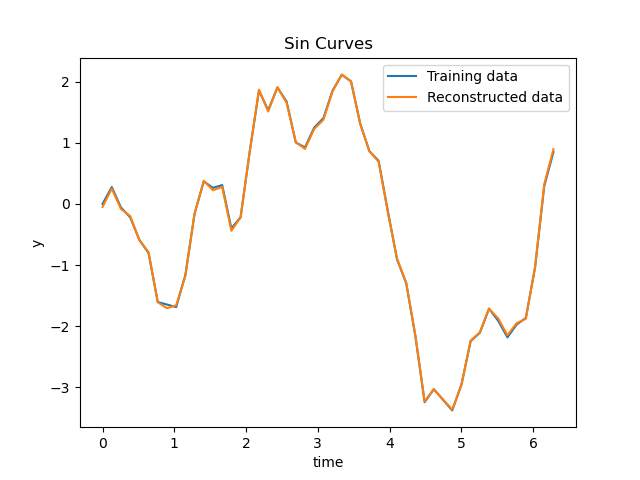 Sin Curves
Training data
Reconstructed data
2
1
0
−1
−2
−3
y
0 1 2 3 4 5 6
time